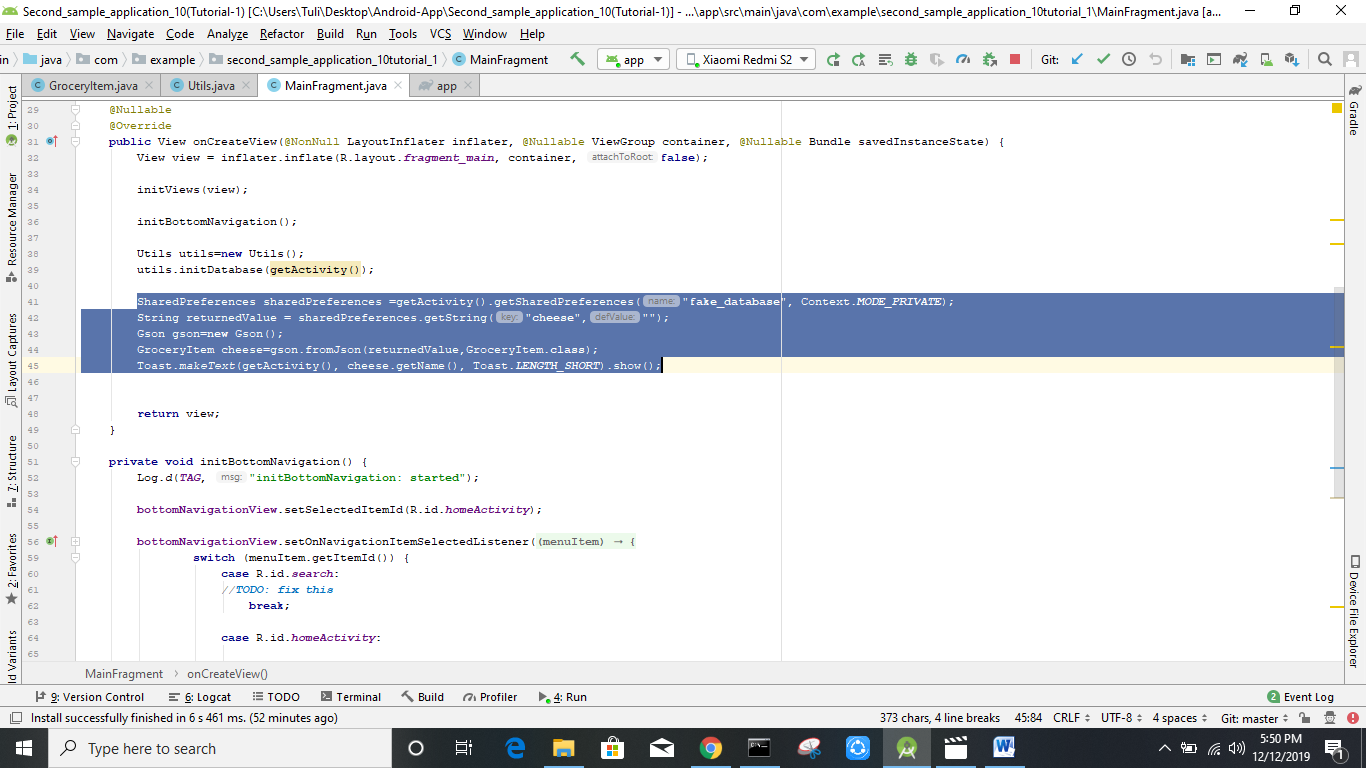 Second_sample_application_10(Tutorial-1) [C:\Users\Tuli\Desktop\Android-App\Second_sample_application_10(Tutorial-1)] - ...\app\src\main\java\com\example\second_sample_application_10tutorial_1\MainFragment.java [a...
File Edit View Navigate Code Analyze Refactor Build Run Tools VCS Window Help
in java com example second_sample_application_10tutorial_1 MainFragment app Xiaomi Redmi S2 Git:
GroceryItem.java Utils.java MainFragment.java app
1: Project
Resource Manager
Layout Captures
7: Structure
2: Favorites
ld Variants
Gradle
Device File Explorer
29 @Nullable
30 @Override
31 public View onCreateView(@NonNull LayoutInflater inflater, @Nullable ViewGroup container, @Nullable Bundle savedInstanceState) {
32 View view = inflater.inflate(R.layout.fragment_main, container, attachToRoot: false);
33
34 initViews(view);
35
36 initBottomNavigation();
37
38 Utils utils=new Utils();
39 utils.initDatabase(getActivity());
40
41 SharedPreferences sharedPreferences =getActivity().getSharedPreferences( name: "fake_database", Context.MODE_PRIVATE);
42 String returnedValue = sharedPreferences.getString( key: "cheese", defValue: "");
43 Gson gson=new Gson();
44 GroceryItem cheese=gson.fromJson(returnedValue,GroceryItem.class);
45 Toast.makeText(getActivity(), cheese.getName(), Toast.LENGTH_SHORT).show();
46
47
48 return view;
49 }
50
51 private void initBottomNavigation() {
52 Log.d(TAG, msg: "initBottomNavigation: started");
53
54 bottomNavigationView.setSelectedItemId(R.id.homeActivity);
55
56 bottomNavigationView.setOnNavigationItemSelectedListener((menuItem) → {
59 switch (menuItem.getItemId()) {
60 case R.id.search:
61 //TODO: fix this
62 break;
63
64 case R.id.homeActivity:
65
MainFragment › onCreateView()
9: Version Control 6: Logcat TODO Terminal Build Profiler 4: Run 2 Event Log
Install successfully finished in 6 s 461 ms. (52 minutes ago) 373 chars, 4 line breaks 45:84 CRLF UTF-8 4 spaces Git: master
Type here to search
5:50 PM
12/12/2019
1